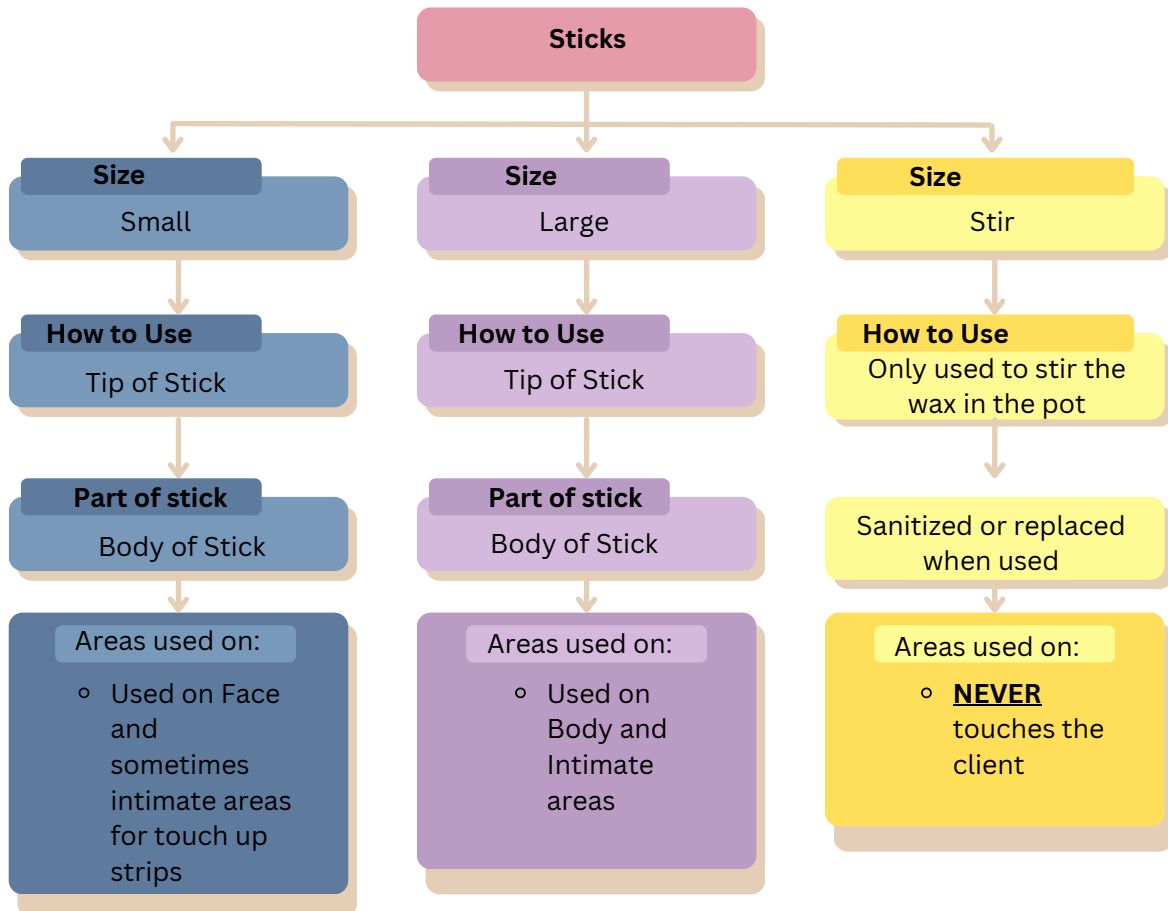 Sticks
Size
Small
How to Use
Tip of Stick
Part of stick
Body of Stick
Areas used on:
Used on Face
and
sometimes
intimate areas
for touch up
strips
Size
Large
How to Use
Tip of Stick
Part of stick
Body of Stick
Areas used on:
Used on
Body and
Intimate
areas
Size
Stir
How to Use
Only used to stir the
wax in the pot
Sanitized or replaced
when used
Areas used on:
NEVER
touches the
client